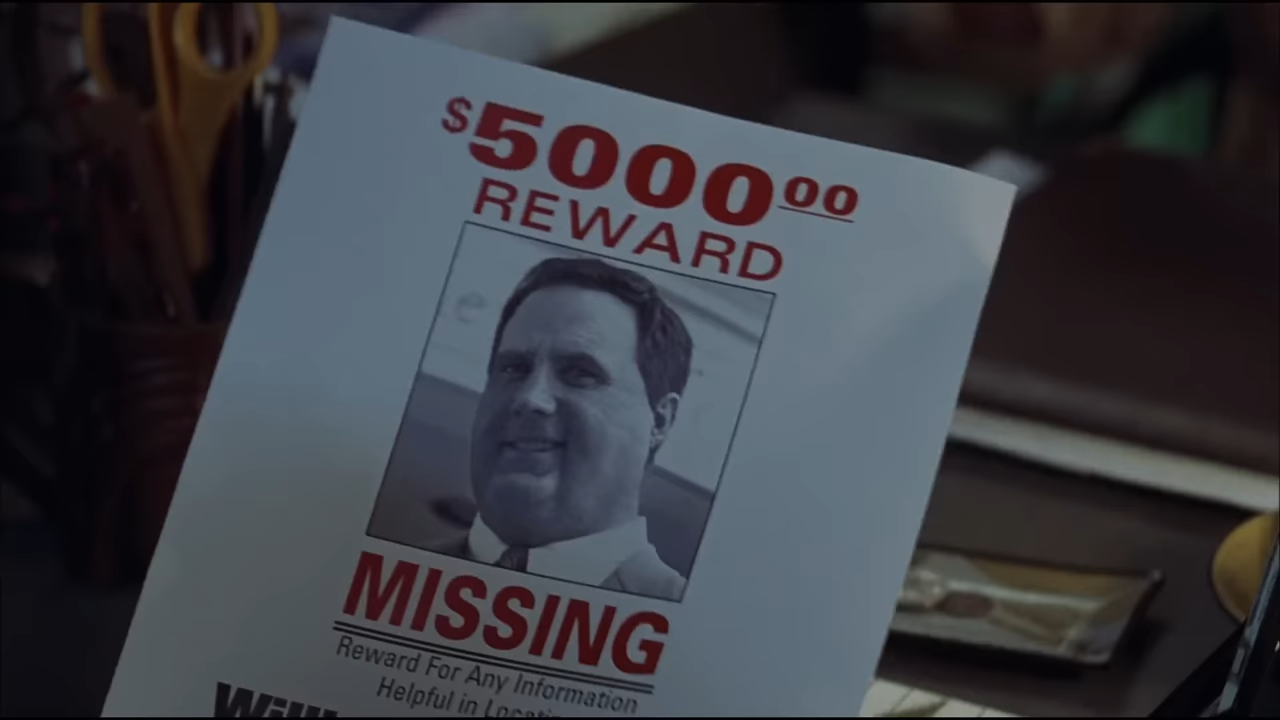 $5000 00
REWARD
MISSING
Reward For Any Information
Helpful in